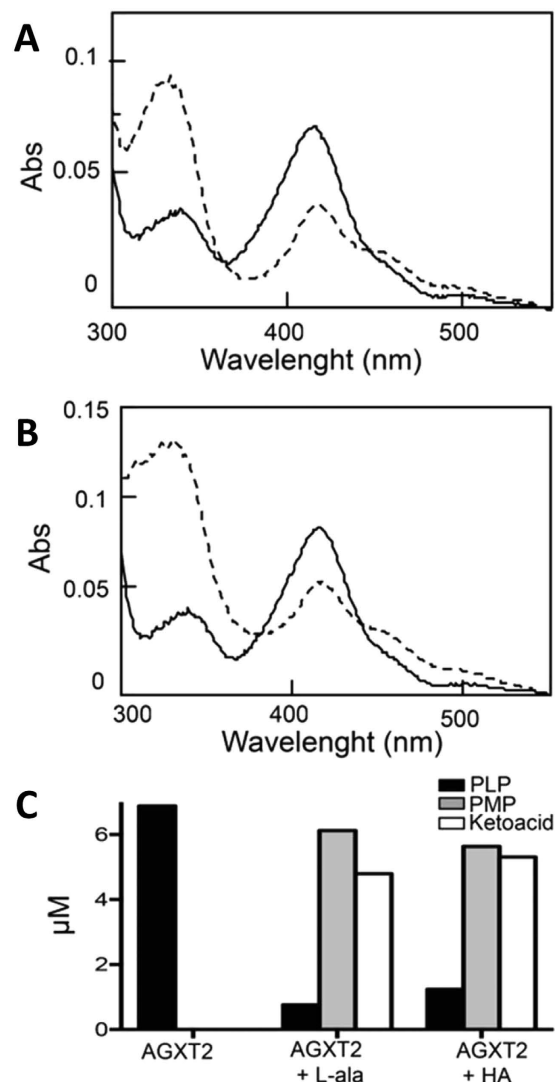 A
0.1
0.05
0
Abs
300 400 500
Wavelenght (nm)
B
0.15
0.1
0.05
0
Abs
300 400 500
Wavelenght (nm)
C
PLP
PMP
Ketoacid
6
4
2
0
µM
AGXT2
AGXT2
+ L-ala
AGXT2
+ HA